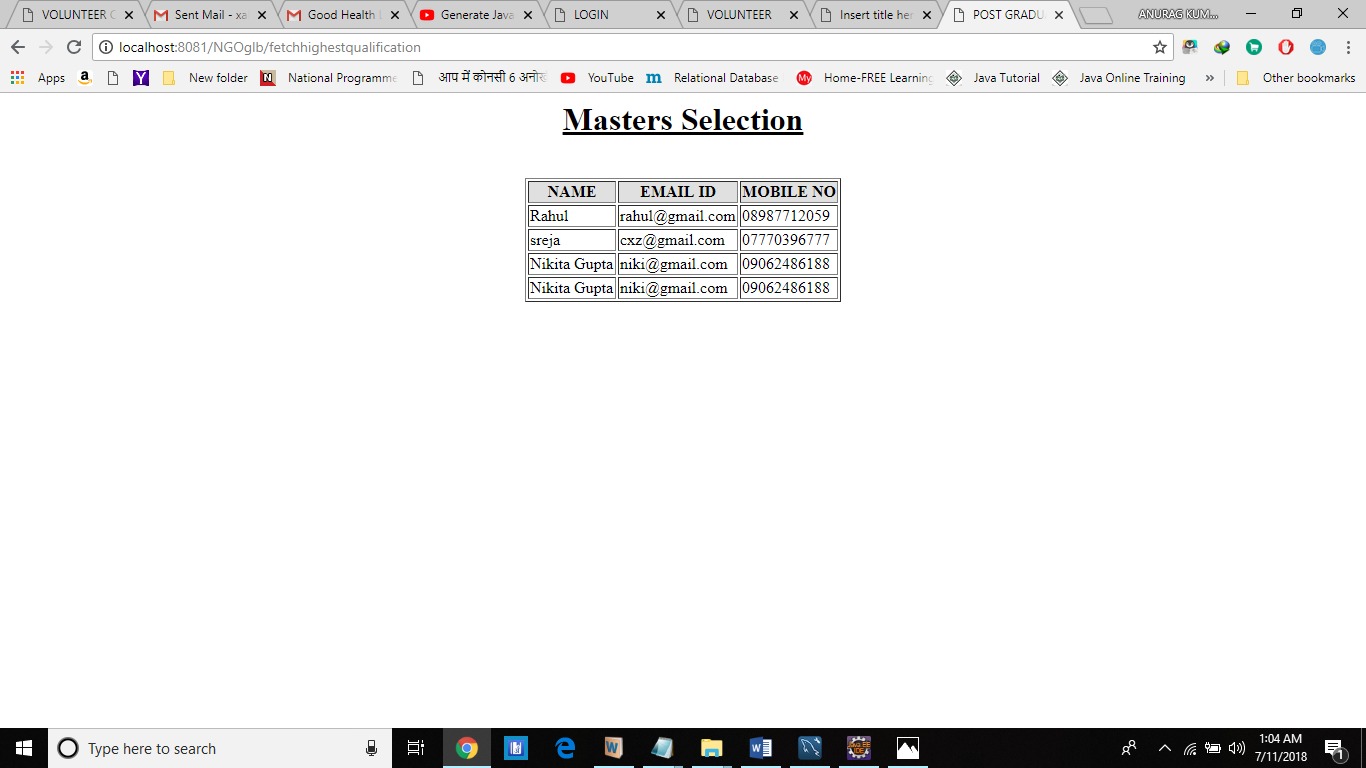 VOLUNTEER C
Sent Mail - xa
Good Health
Generate Java
LOGIN
VOLUNTEER
Insert title her
POST GRADU
ANURAG KUM...
localhost:8081/NGOglb/fetchhighestqualification
Apps
New folder
National Programme
आप में कोनसी 6 अनोखी
YouTube
Relational Database
Home-FREE Learning
Java Tutorial
Java Online Training
»
Other bookmarks
Masters Selection
NAME EMAIL ID MOBILE NO
Rahul rahul@gmail.com 08987712059
sreja cxz@gmail.com 07770396777
Nikita Gupta niki@gmail.com 09062486188
Nikita Gupta niki@gmail.com 09062486188
Type here to search
1:04 AM
7/11/2018
1